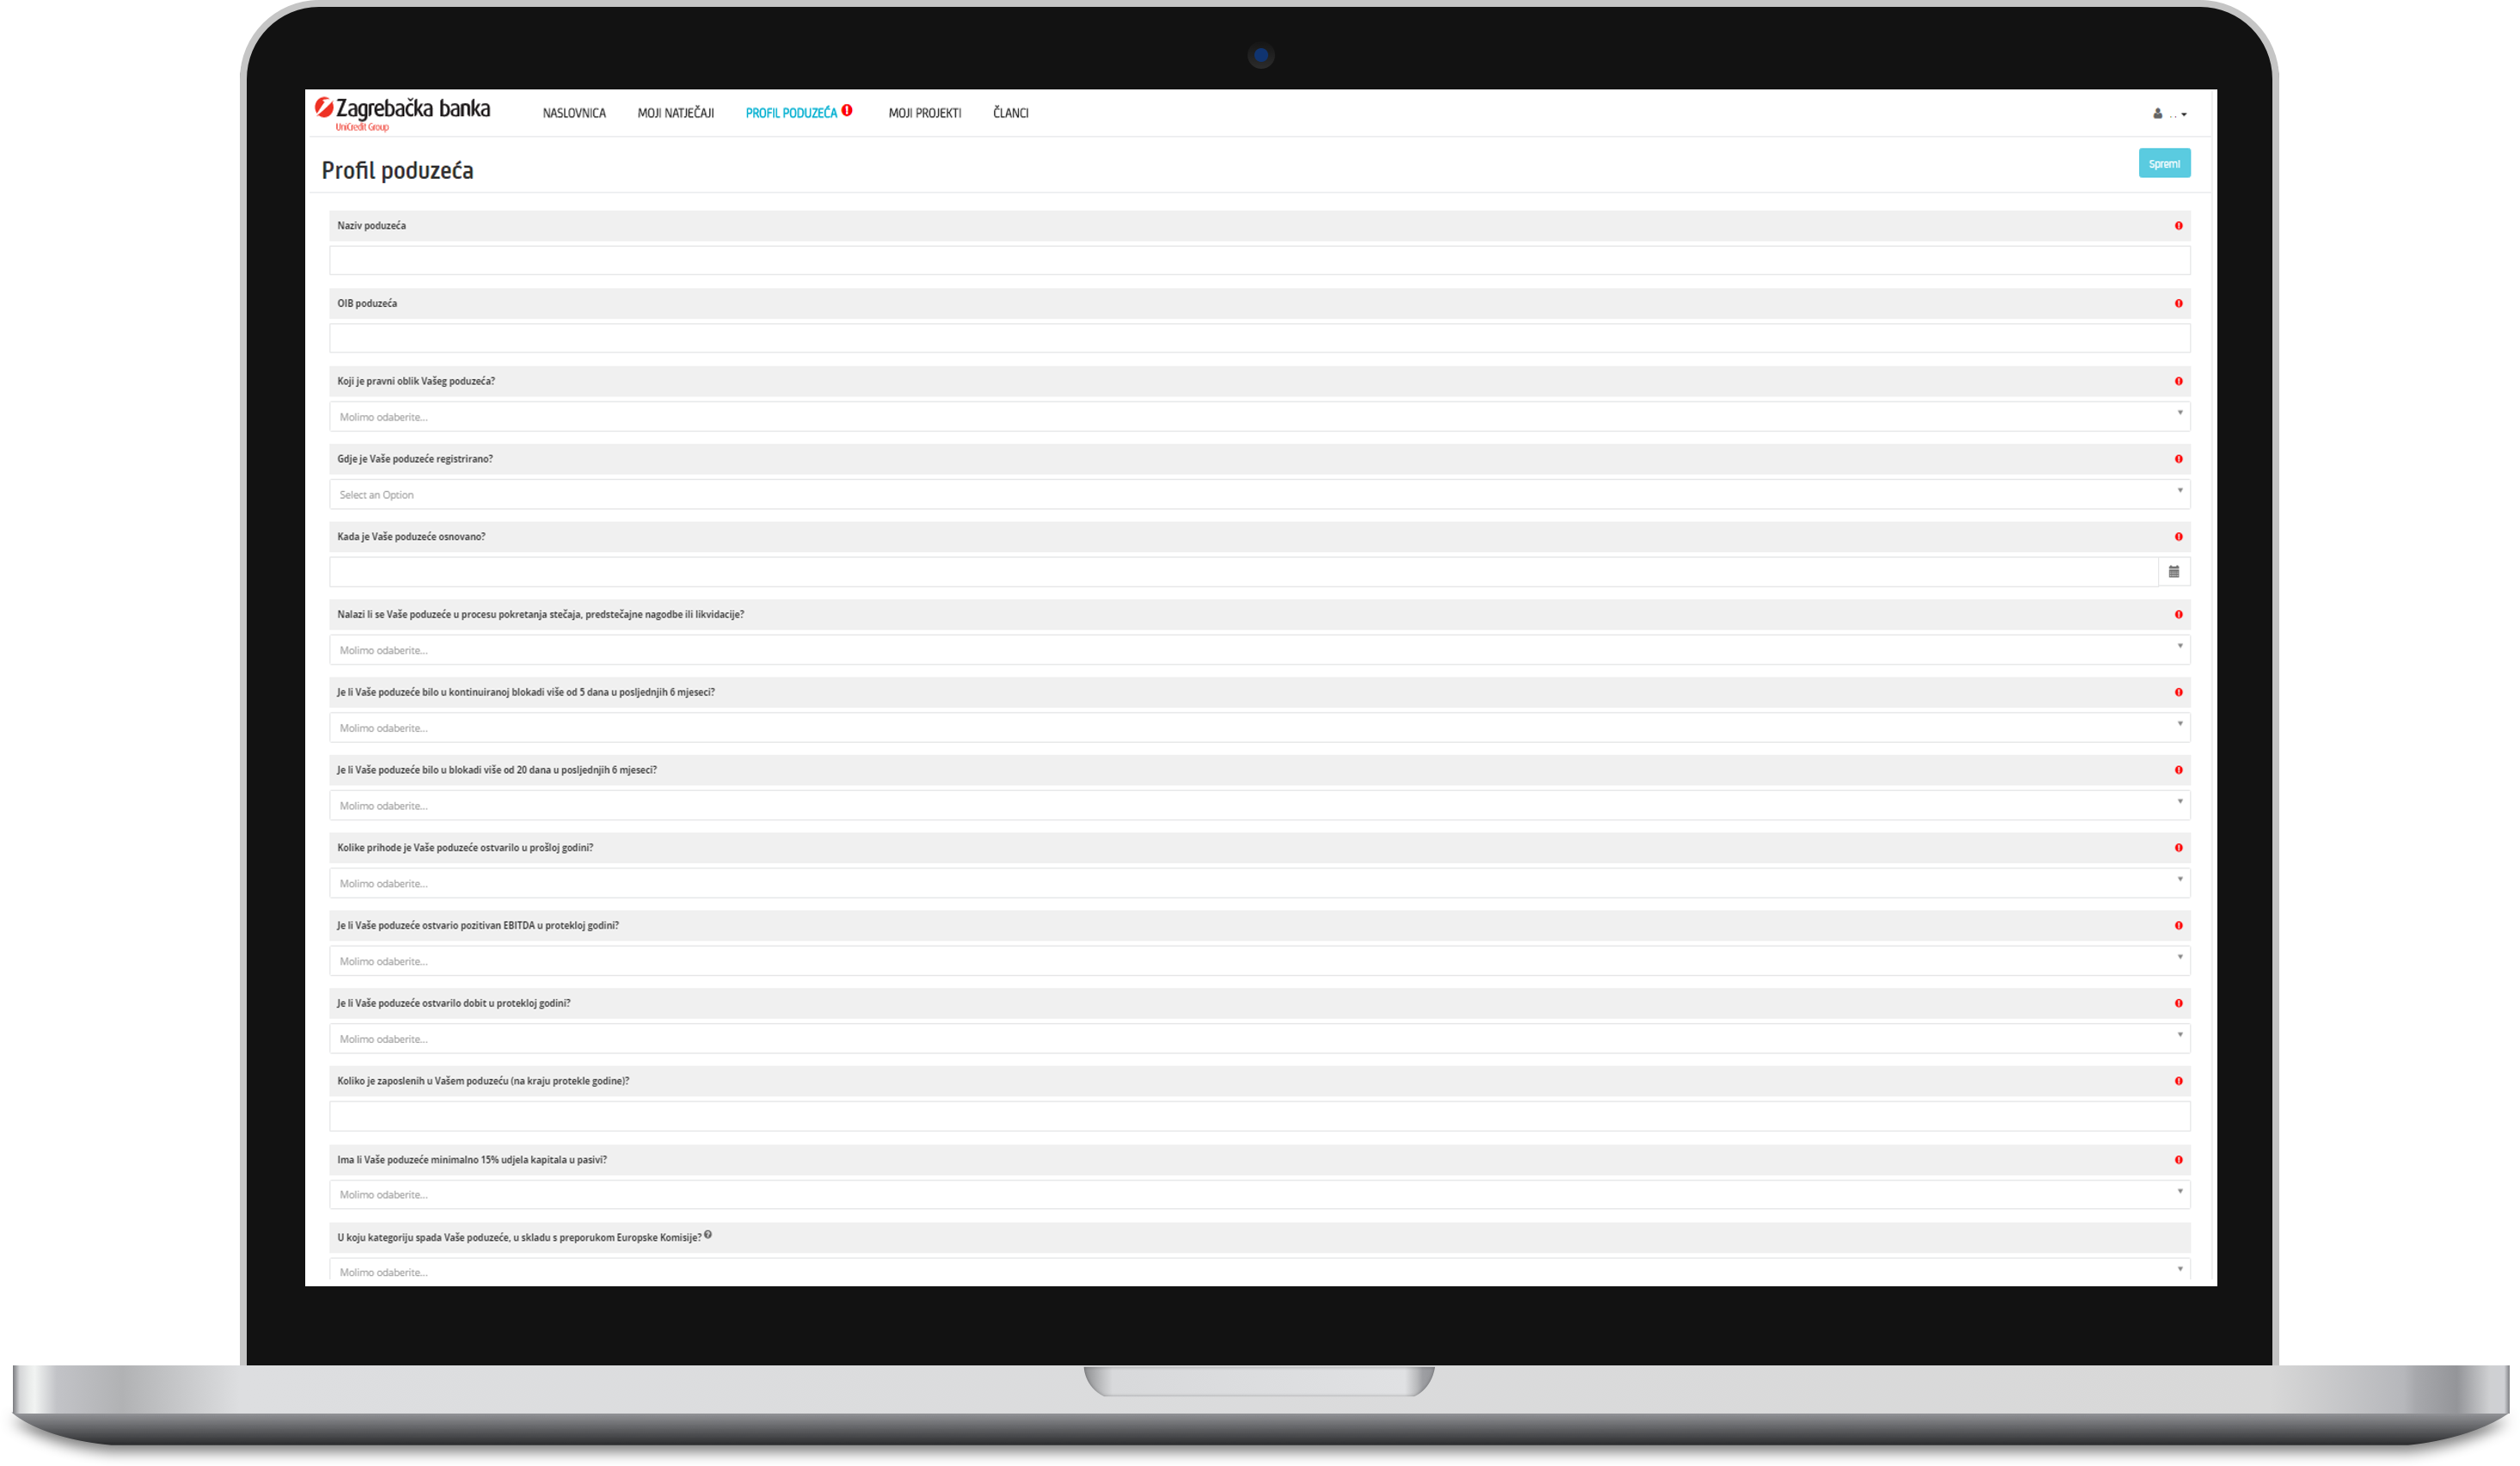 Zagrebačka banka
UniCredit Group
NASLOVNICA MOJI NATJEČAJI PROFIL PODUZEĆA MOJI PROJEKTI ČLANCI . .
Profil poduzeća
Spremi
Naziv poduzeća
OIB poduzeća
Koji je pravni oblik Vašeg poduzeća?
Molimo odaberite...
Gdje je Vaše poduzeće registrirano?
Select an Option
Kada je Vaše poduzeće osnovano?
Nalazi li se Vaše poduzeće u procesu pokretanja stečaja, predstečajne nagodbe ili likvidacije?
Molimo odaberite...
Je li Vaše poduzeće bilo u kontinuiranoj blokadi više od 5 dana u posljednjih 6 mjeseci?
Molimo odaberite...
Je li Vaše poduzeće bilo u blokadi više od 20 dana u posljednjih 6 mjeseci?
Molimo odaberite...
Kolike prihode je Vaše poduzeće ostvarilo u prošloj godini?
Molimo odaberite...
Je li Vaše poduzeće ostvario pozitivan EBITDA u protekloj godini?
Molimo odaberite...
Je li Vaše poduzeće ostvarilo dobit u protekloj godini?
Molimo odaberite...
Koliko je zaposlenih u Vašem poduzeću (na kraju protekle godine)?
Ima li Vaše poduzeće minimalno 15% udjela kapitala u pasivi?
Molimo odaberite...
U koju kategoriju spada Vaše poduzeće, u skladu s preporukom Europske Komisije?
Molimo odaberite...